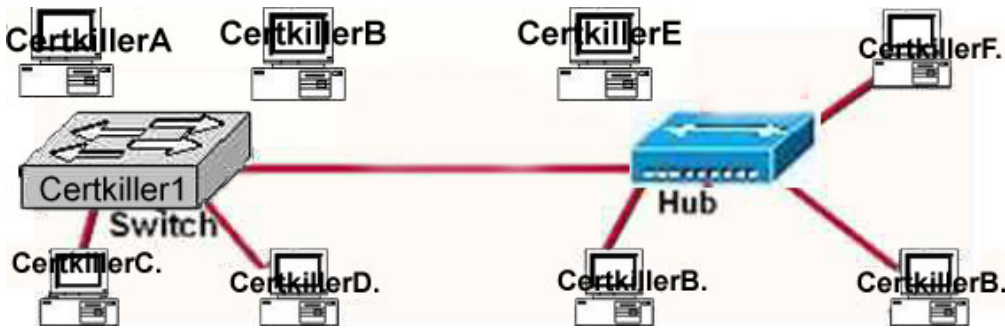 CertkillerA
CertkillerB
CertkillerE
CertkillerF.
Certkiller1
Switch
Hub
CertkillerC.
CertkillerD.
CertkillerB.
CertkillerB.